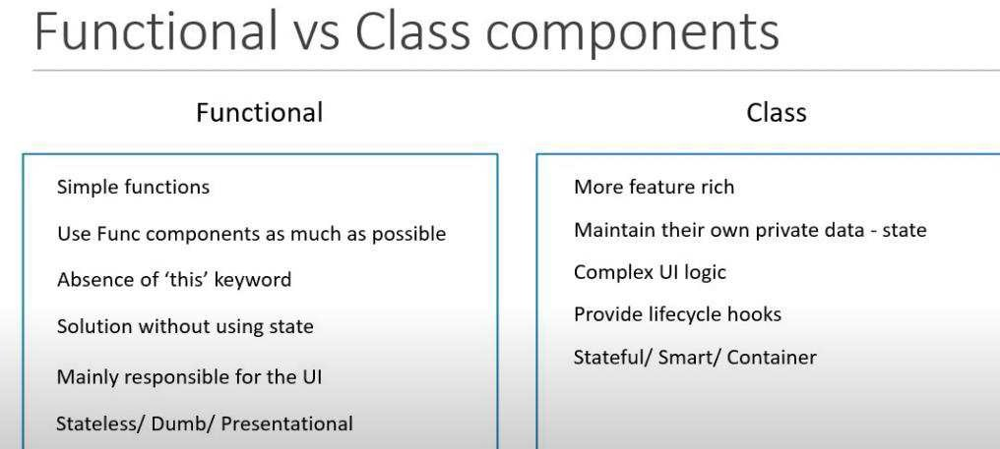 Functional vs Class components
Functional
Simple functions
Use Func components as much as possible
Absence of ‘this’ keyword
Solution without using state
Mainly responsible for the UI
Stateless/ Dumb/ Presentational
Class
More feature rich
Maintain their own private data - state
Complex UI logic
Provide lifecycle hooks
Stateful/ Smart/ Container